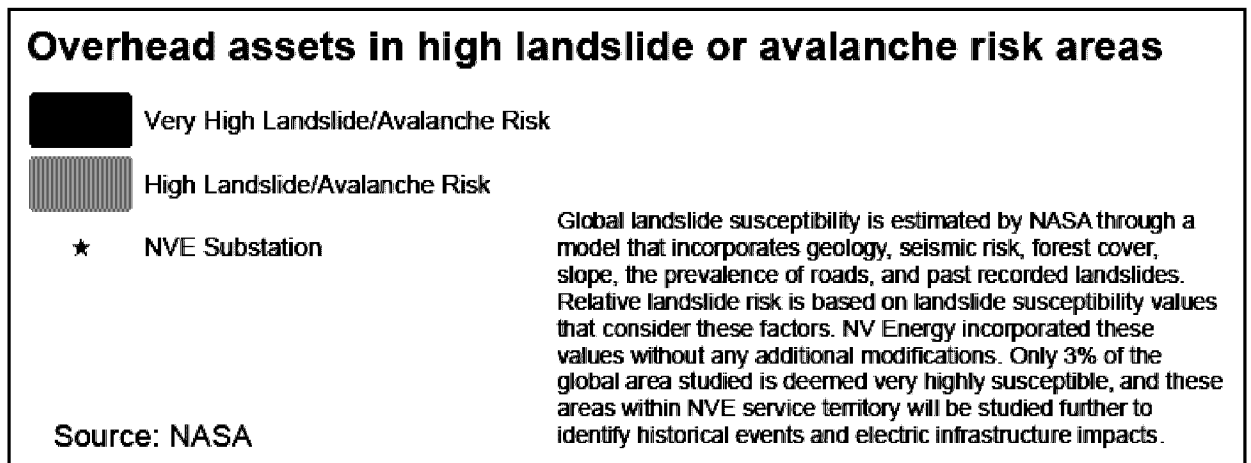 Overhead assets in high landslide or avalanche risk areas
Very High Landslide/Avalanche Risk
High Landslide/Avalanche Risk
NVE Substation
Global landslide susceptibility is estimated by NASA through a
model that incorporates geology, seismic risk, forest cover,
slope, the prevalence of roads, and past recorded landslides.
Relative landslide risk is based on landslide susceptibility values
that consider these factors. NV Energy incorporated these
values without any additional modifications. Only 3% of the
global area studied is deemed very highly susceptible, and these
areas within NVE service territory will be studied further to
identify historical events and electric infrastructure impacts.
Source: NASA